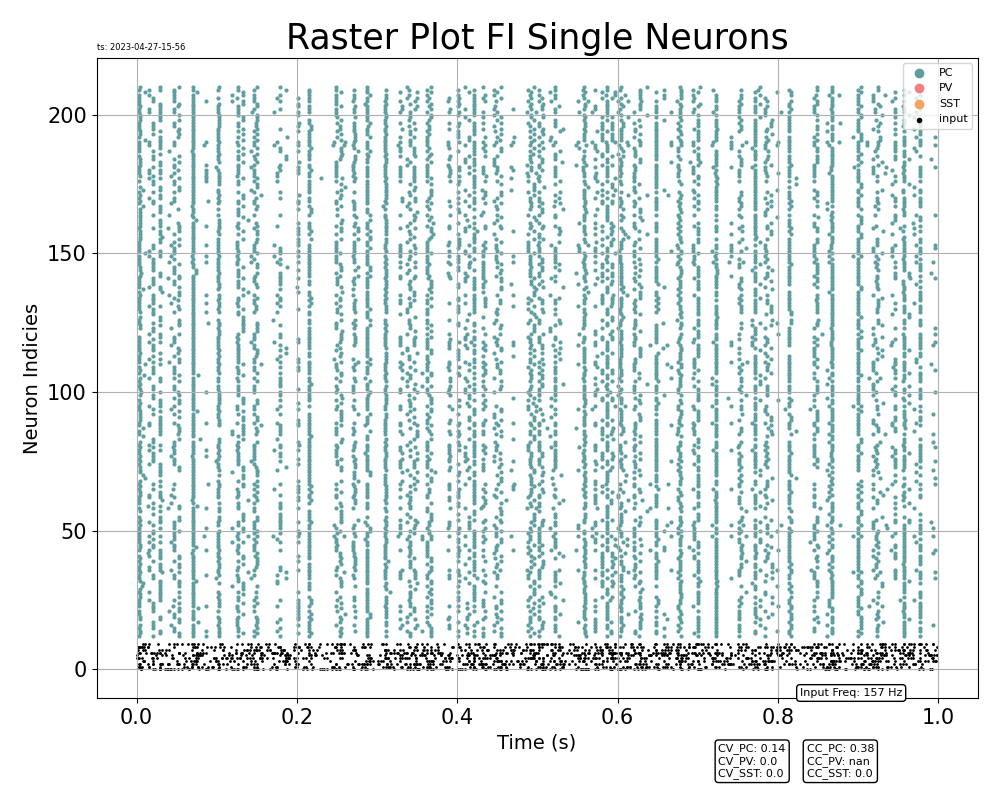 Raster Plot FI Single Neurons
ts: 2023-04-27-15-56
PC
PV
SST
input
200
150
100
50
0
Neuron Indicies
0.0 0.2 0.4 0.6 0.8 1.0
Time (s)
Input Freq: 157 Hz
CV_PC: 0.14
CV_PV: 0.0
CV_SST: 0.0
CC_PC: 0.38
CC_PV: nan
CC_SST: 0.0